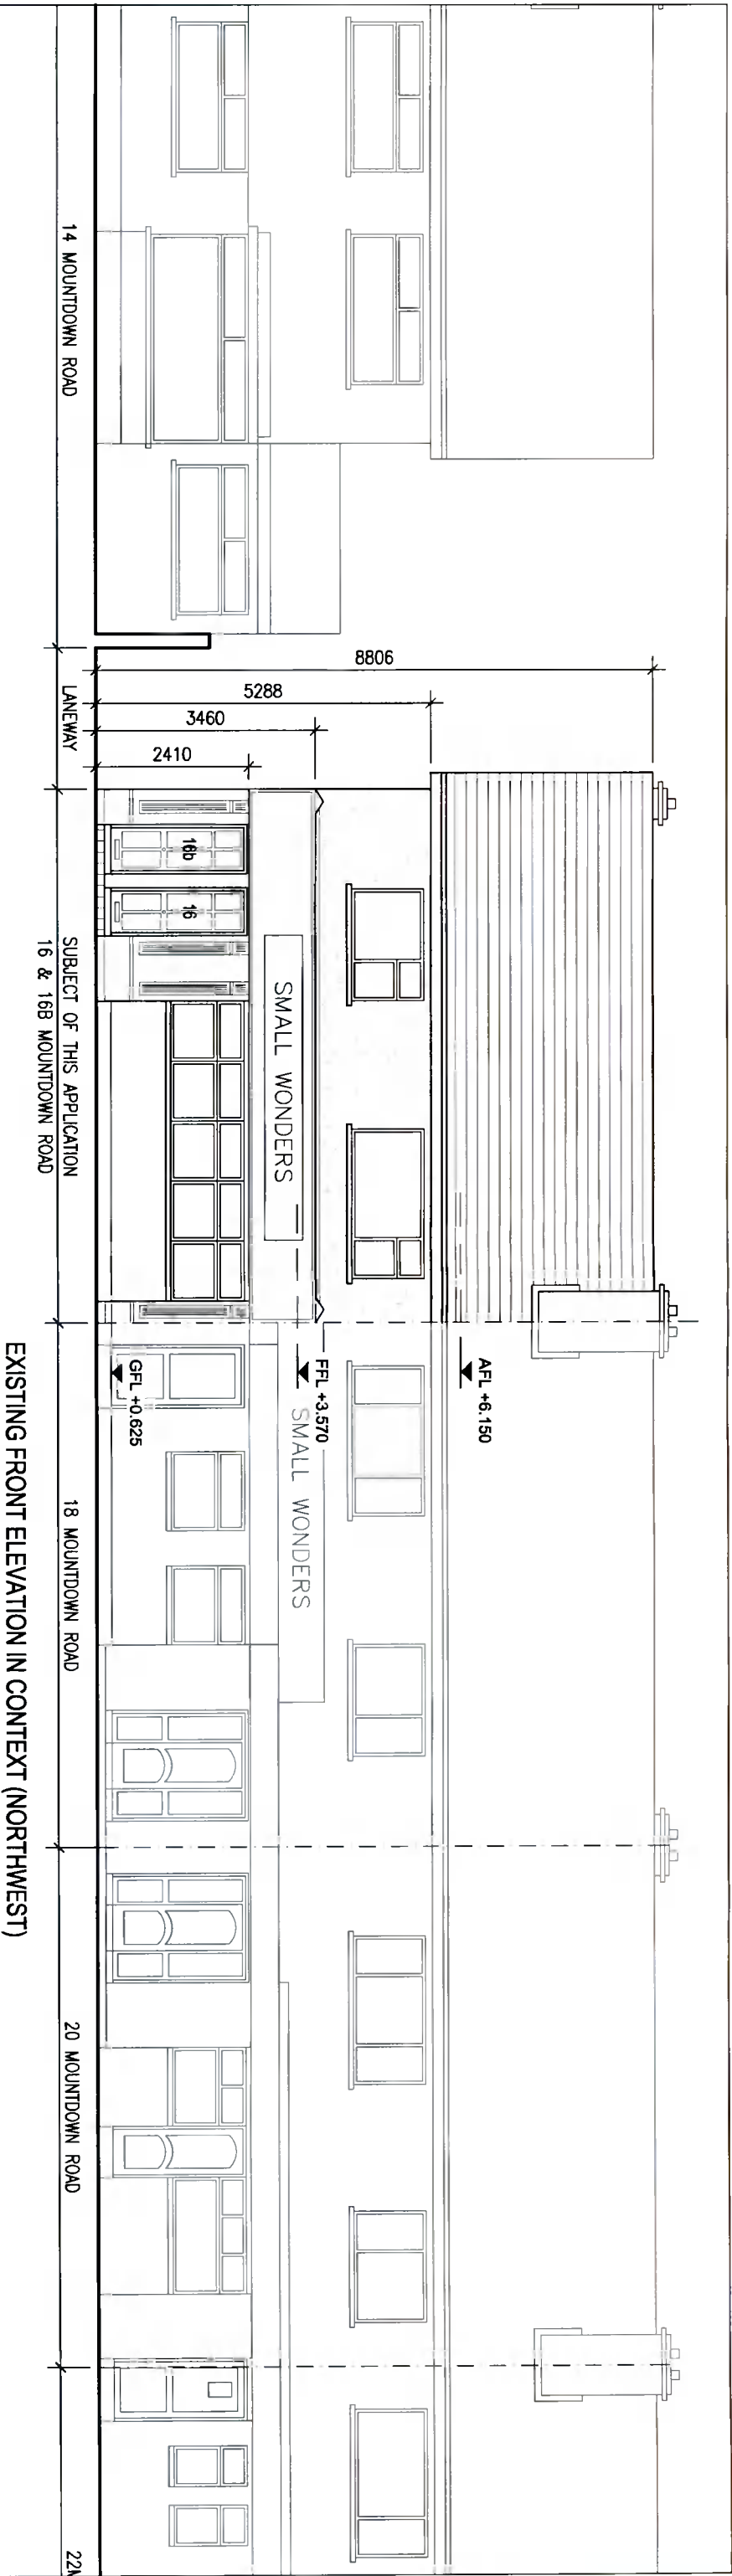 8806
5288
3460
2410
AFL +6.150
FFL +3.570
SMALL WONDERS
SMALL WONDERS
16b
16
GFL +0.625
14 MOUNTDOWN ROAD
LANEWAY
SUBJECT OF THIS APPLICATION
16 & 16B MOUNTDOWN ROAD
18 MOUNTDOWN ROAD
20 MOUNTDOWN ROAD
22
EXISTING FRONT ELEVATION IN CONTEXT (NORTHWEST)